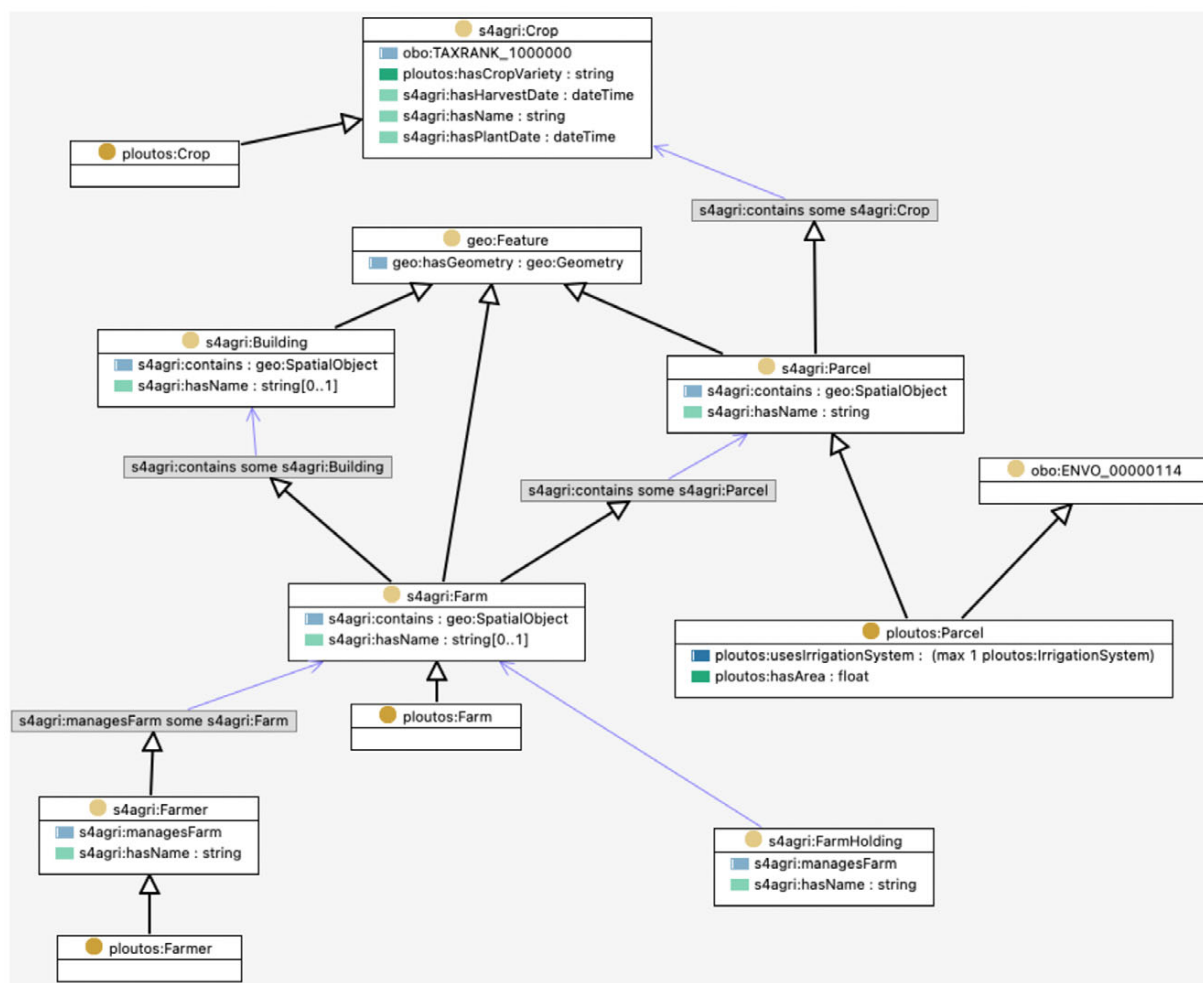 s4agri:Crop
obo:TAXRANK_1000000
ploutos:hasCropVariety : string
s4agri:hasHarvestDate : dateTime
s4agri:hasName : string
s4agri:hasPlantDate : dateTime
ploutos:Crop
s4agri:contains some s4agri:Crop
geo:Feature
geo:hasGeometry : geo:Geometry
s4agri:Building
s4agri:contains : geo:SpatialObject
s4agri:hasName : string[0..1]
s4agri:Parcel
s4agri:contains : geo:SpatialObject
s4agri:hasName : string
s4agri:contains some s4agri:Building
s4agri:contains some s4agri:Parcel
obo:ENVO_00000114
s4agri:Farm
s4agri:contains : geo:SpatialObject
s4agri:hasName : string[0..1]
ploutos:Parcel
ploutos:usesIrrigationSystem : (max 1 ploutos:IrrigationSystem)
ploutos:hasArea : float
s4agri:managesFarm some s4agri:Farm
ploutos:Farm
s4agri:Farmer
s4agri:managesFarm
s4agri:hasName : string
s4agri:FarmHolding
s4agri:managesFarm
s4agri:hasName : string
ploutos:Farmer